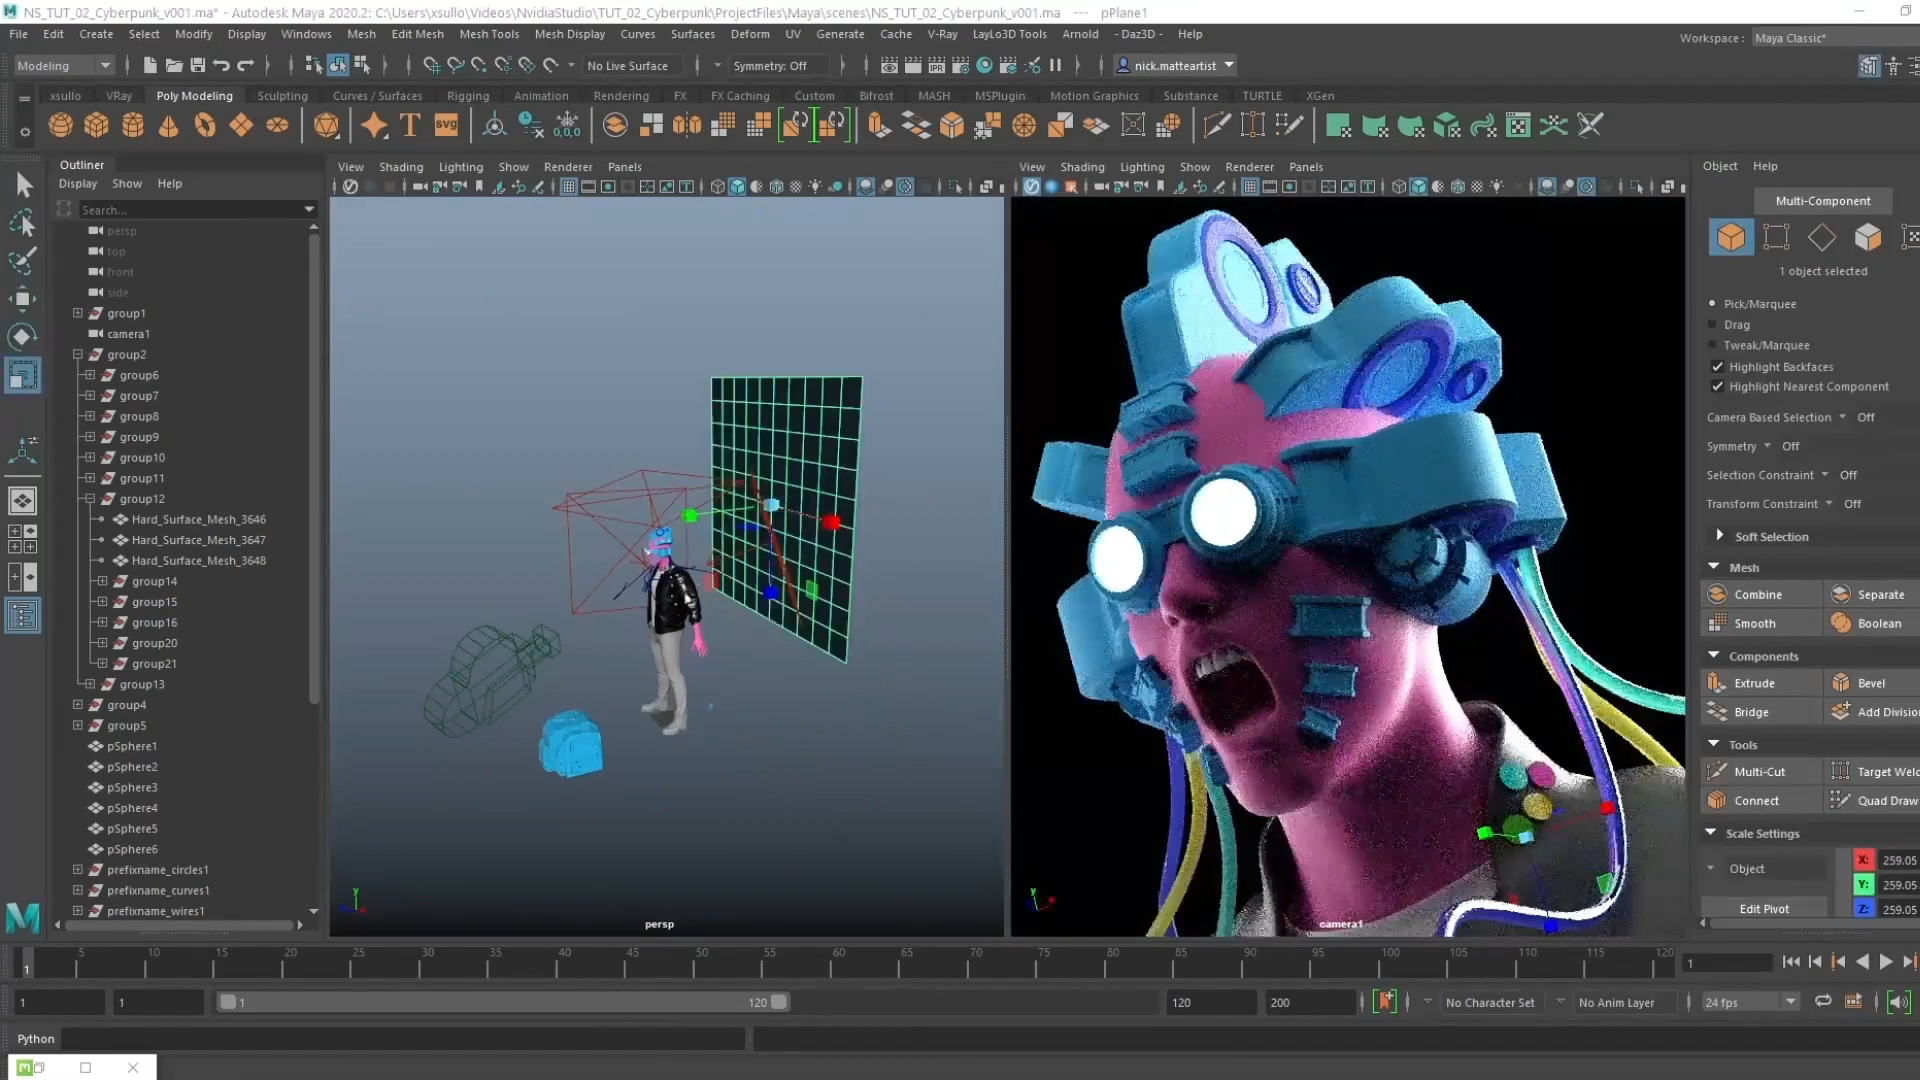 NS_TUT_02_Cyberpunk_v001.ma* - Autodesk Maya 2020.2: C:\Users\xsullo\Videos\NvidiaStudio\TUT_02_Cyberpunk\ProjectFiles\Maya\scenes\NS_TUT_02_Cyberpunk_v001.ma --- pPlane1
File Edit Create Select Modify Display Windows Mesh Edit Mesh Mesh Tools Mesh Display Curves Surfaces Deform UV Generate Cache V-Ray LayLo3D Tools Arnold - Daz3D - Help
Workspace : Maya Classic*
Modeling No Live Surface Symmetry: Off nick.matteartist
xsullo VRay Poly Modeling Sculpting Curves / Surfaces Rigging Animation Rendering FX FX Caching Custom Bifrost MASH MSPlugin Motion Graphics Substance TURTLE XGen
T svg 0,0,0
Outliner
Display Show Help
Search...
persp
top
front
side
group1
camera1
group2
group6
group7
group8
group9
group10
group11
group12
Hard_Surface_Mesh_3646
Hard_Surface_Mesh_3647
Hard_Surface_Mesh_3648
group14
group15
group16
group20
group21
group13
group4
group5
pSphere1
pSphere2
pSphere3
pSphere4
pSphere5
pSphere6
prefixname_circles1
prefixname_curves1
prefixname_wires1
View Shading Lighting Show Renderer Panels
persp
View Shading Lighting Show Renderer Panels
camera1
Object Help
Multi-Component
1 object selected
Pick/Marquee
Drag
Tweak/Marquee
Highlight Backfaces
Highlight Nearest Component
Camera Based Selection Off
Symmetry Off
Selection Constraint Off
Transform Constraint Off
Soft Selection
Mesh
Combine Separate
Smooth Boolean
Components
Extrude Bevel
Bridge Add Divisio
Tools
Multi-Cut Target Weld
Connect Quad Draw
Scale Settings
Object
X: 259.05
Y: 259.05
Edit Pivot Z: 259.05
1 5 10 15 20 25 30 35 40 45 50 55 60 65 70 75 80 85 90 95 100 105 110 115 120
1
1 1 1 120 120 200 No Character Set No Anim Layer 24 fps
Python